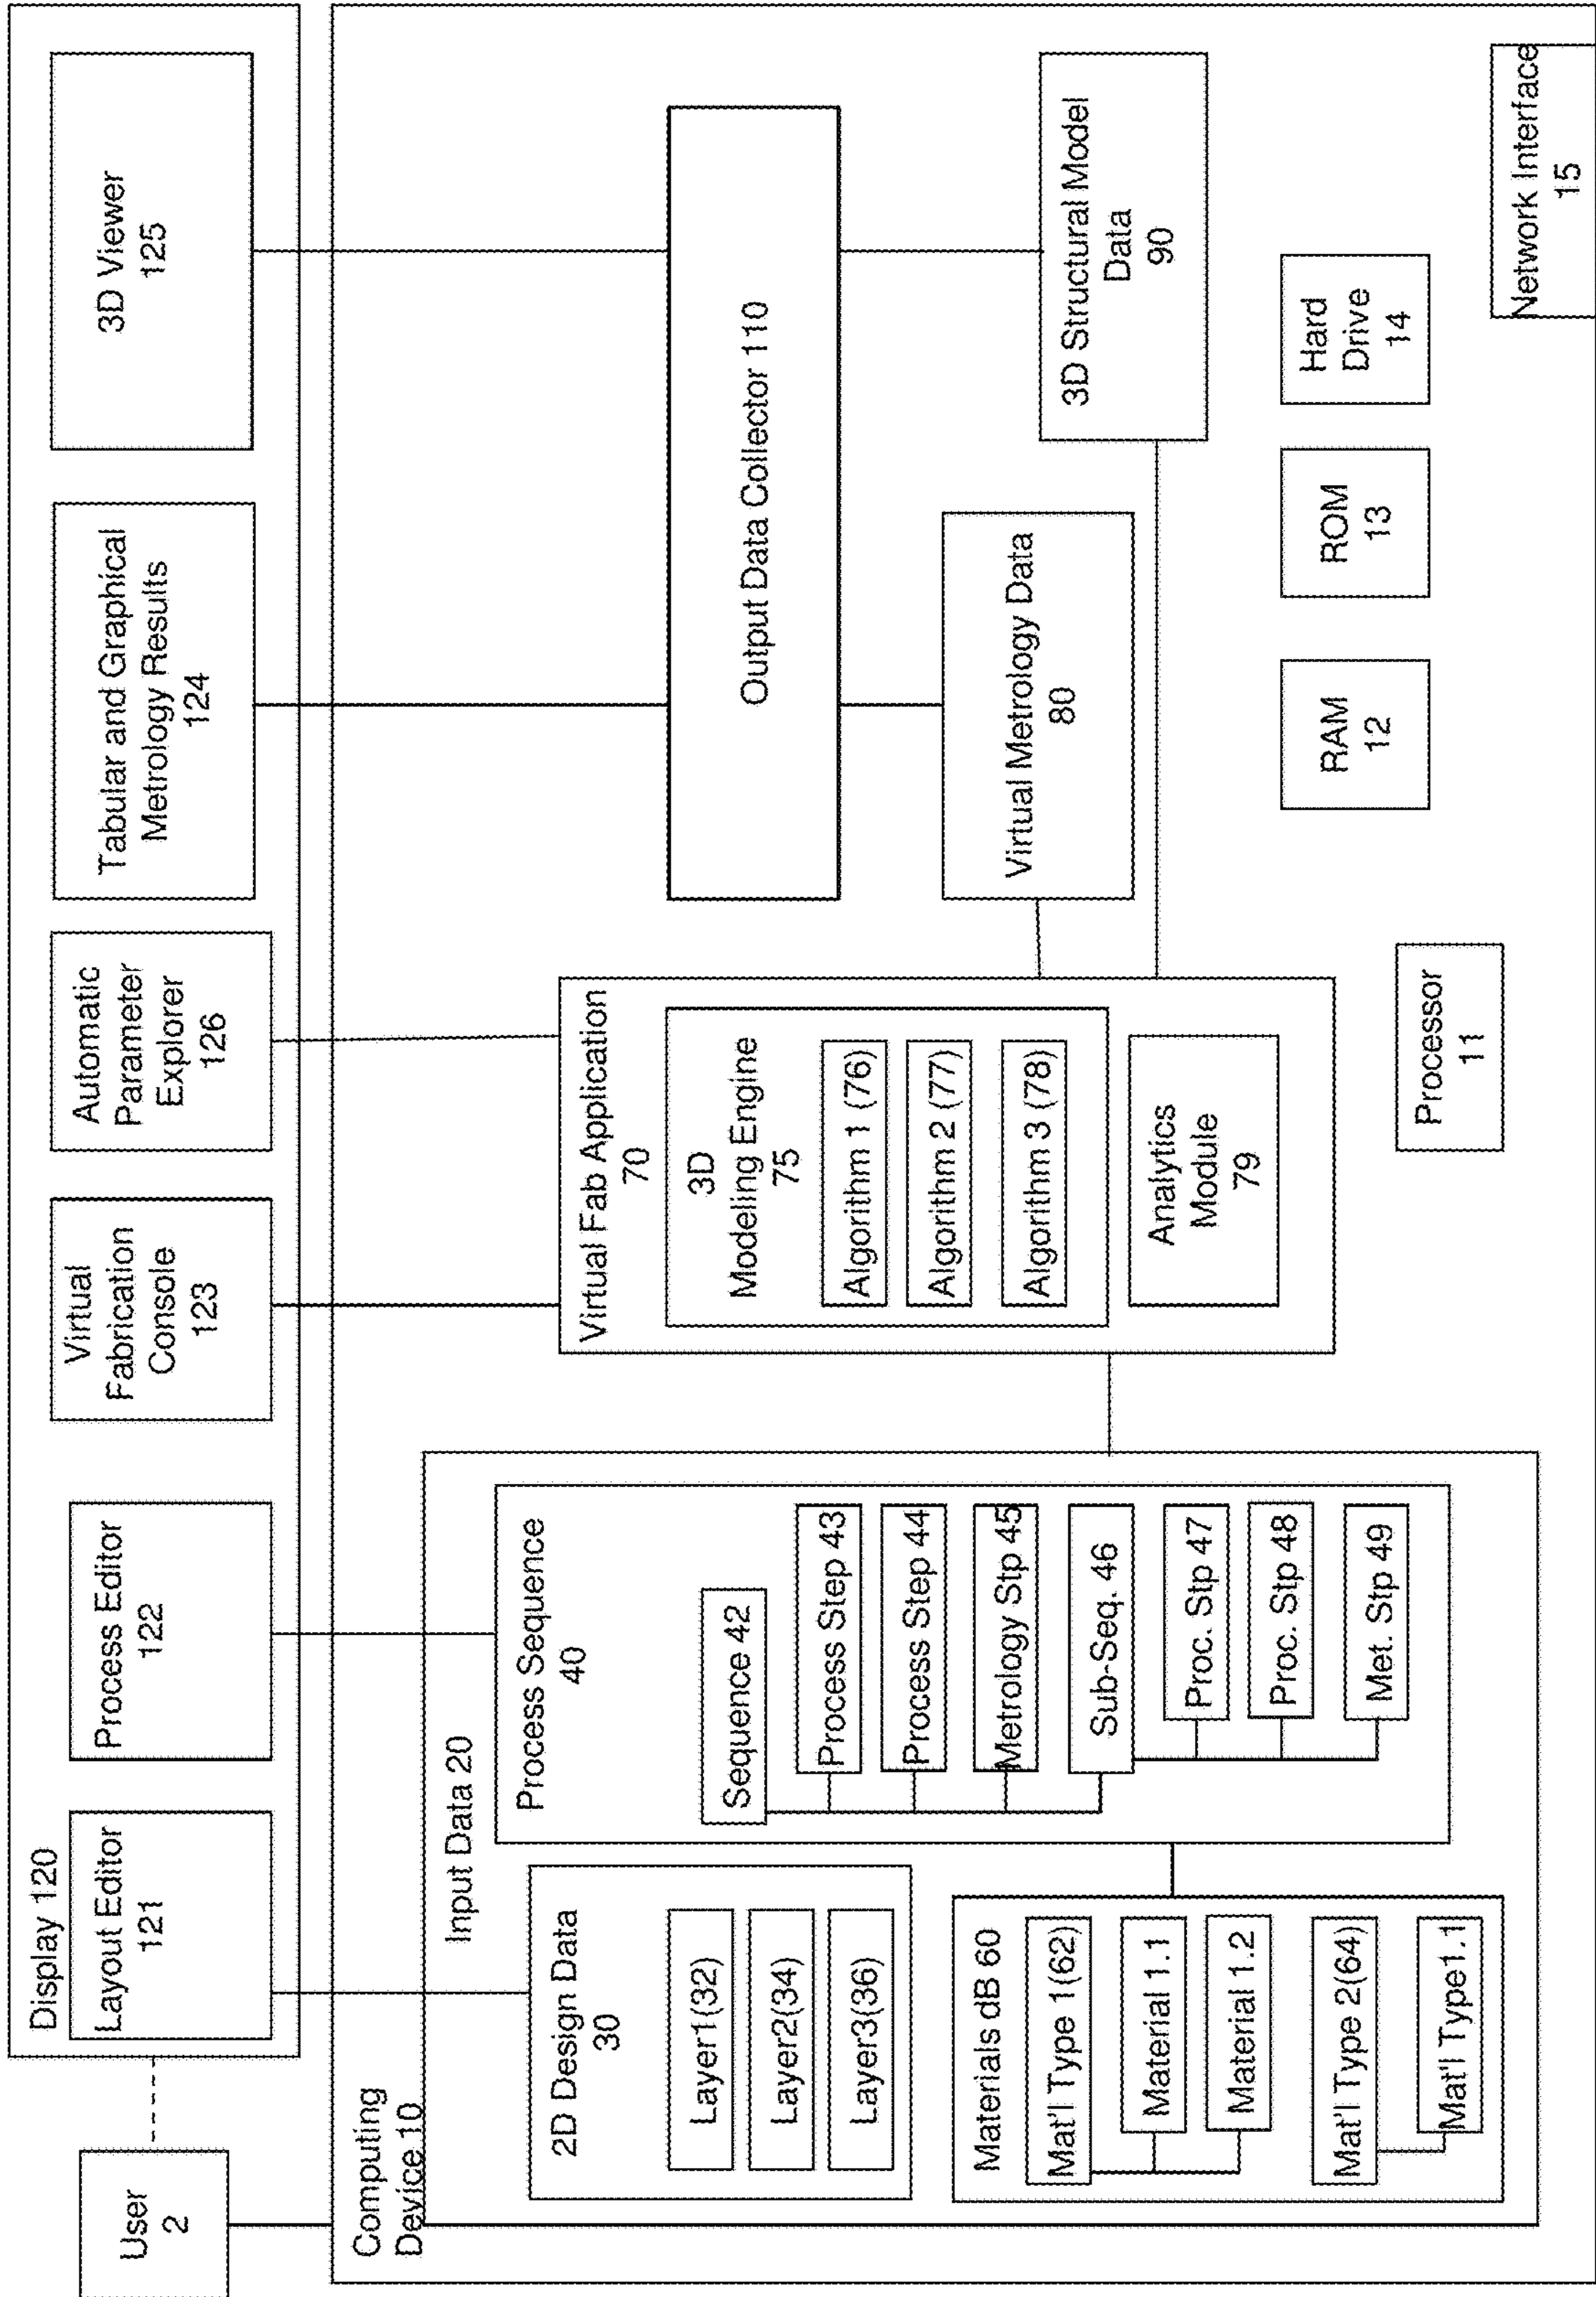 User
2
Display 120
Layout Editor
121
Process Editor
122
Virtual
Fabrication
Console
123
Automatic
Parameter
Explorer
126
Tabular and Graphical
Metrology Results
124
3D Viewer
125
Computing
Device 10
Input Data 20
2D Design Data
30
Layer1(32)
Layer2(34)
Layer3(36)
Materials dB 60
Mat'l Type 1(62)
Material 1.1
Material 1.2
Mat'l Type 2(64)
Mat'l Type1.1
Process Sequence
40
Sequence 42
Process Step 43
Process Step 44
Metrology Stp 45
Sub-Seq. 46
Proc. Stp 47
Proc. Stp 48
Met. Stp 49
Virtual Fab Application
70
3D
Modeling Engine
75
Algorithm 1 (76)
Algorithm 2 (77)
Algorithm 3 (78)
Analytics
Module
79
Output Data Collector 110
Virtual Metrology Data
80
3D Structural Model
Data
90
Processor
11
RAM
12
ROM
13
Hard
Drive
14
Network Interface
15